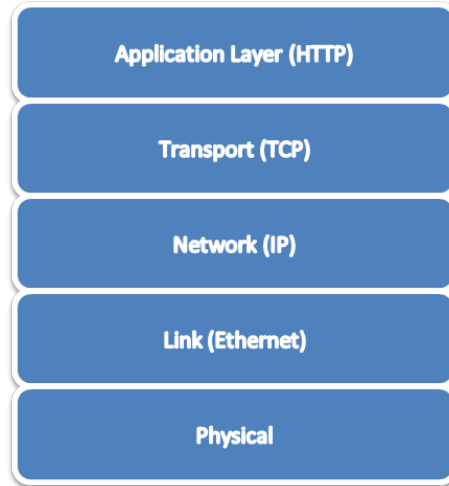 Application Layer (HTTP)
Transport (TCP)
Network (IP)
Link (Ethernet)
Physical